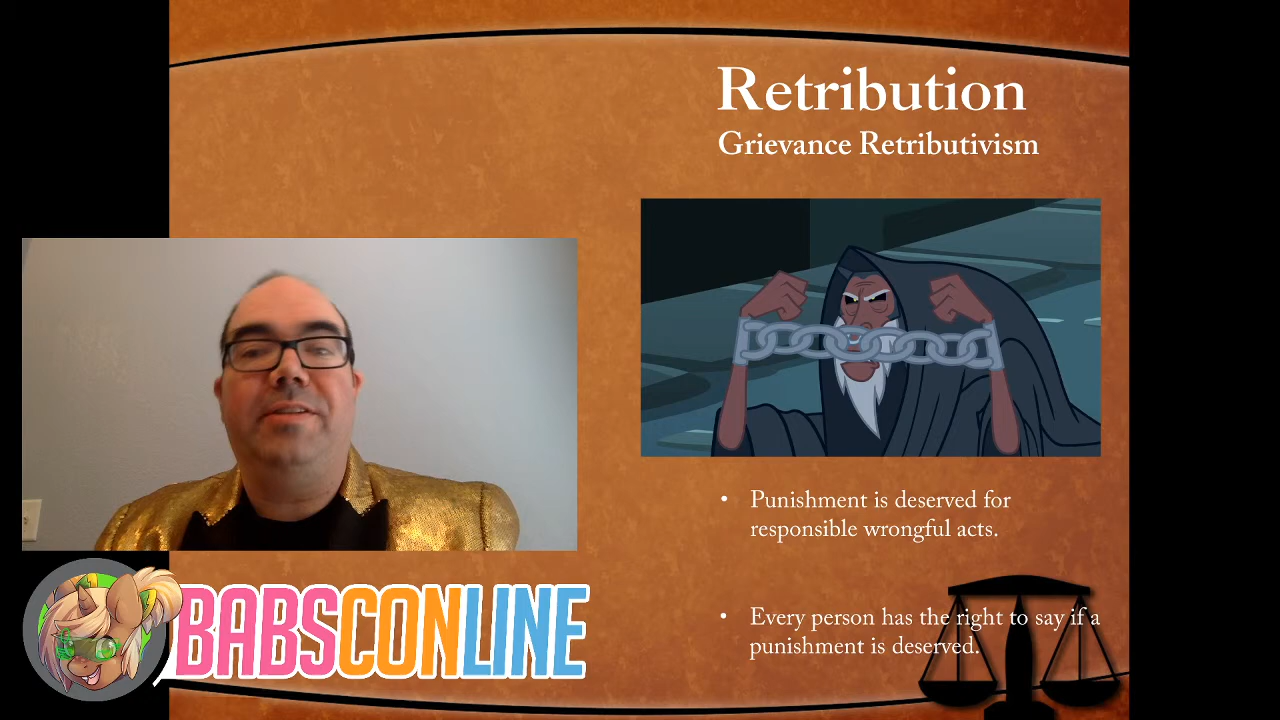 Retribution
Grievance Retributivism
• Punishment is deserved for
responsible wrongful acts.
• Every person has the right to say if a
punishment is deserved.
BABSCONLINE